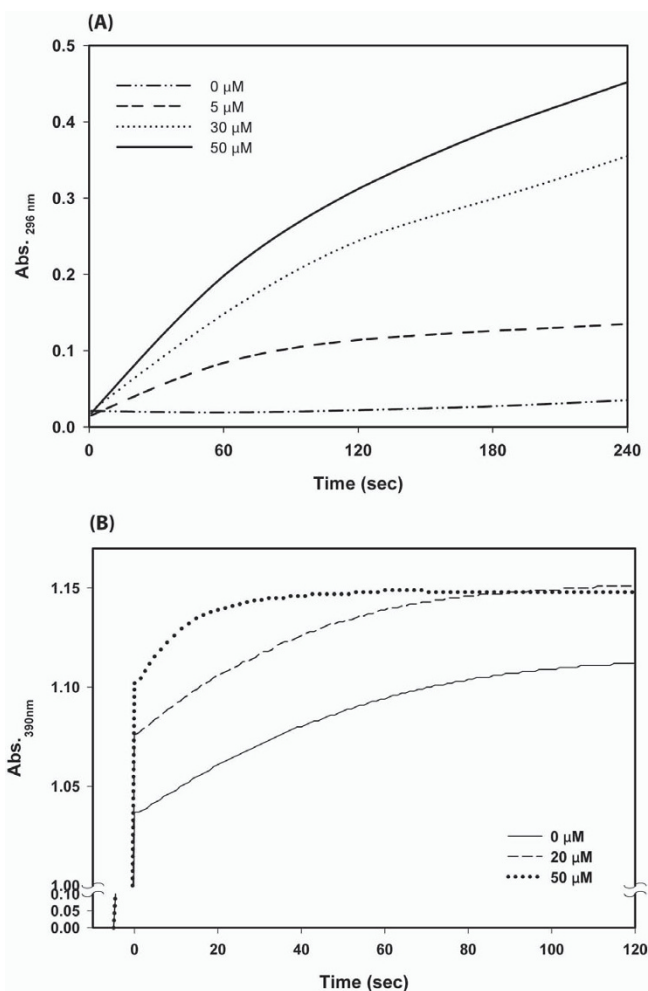 (A)
0.5
0.4
0.3
0.2
0.1
0.0
Abs. 296 nm
0 μM
5 μM
30 μM
50 μM
0 60 120 180 240
Time (sec)
(B)
1.15
1.10
1.05
1.00
0.10
0.05
0.00
Abs.390nm
0 μM
20 μM
50 μM
0 20 40 60 80 100 120
Time (sec)